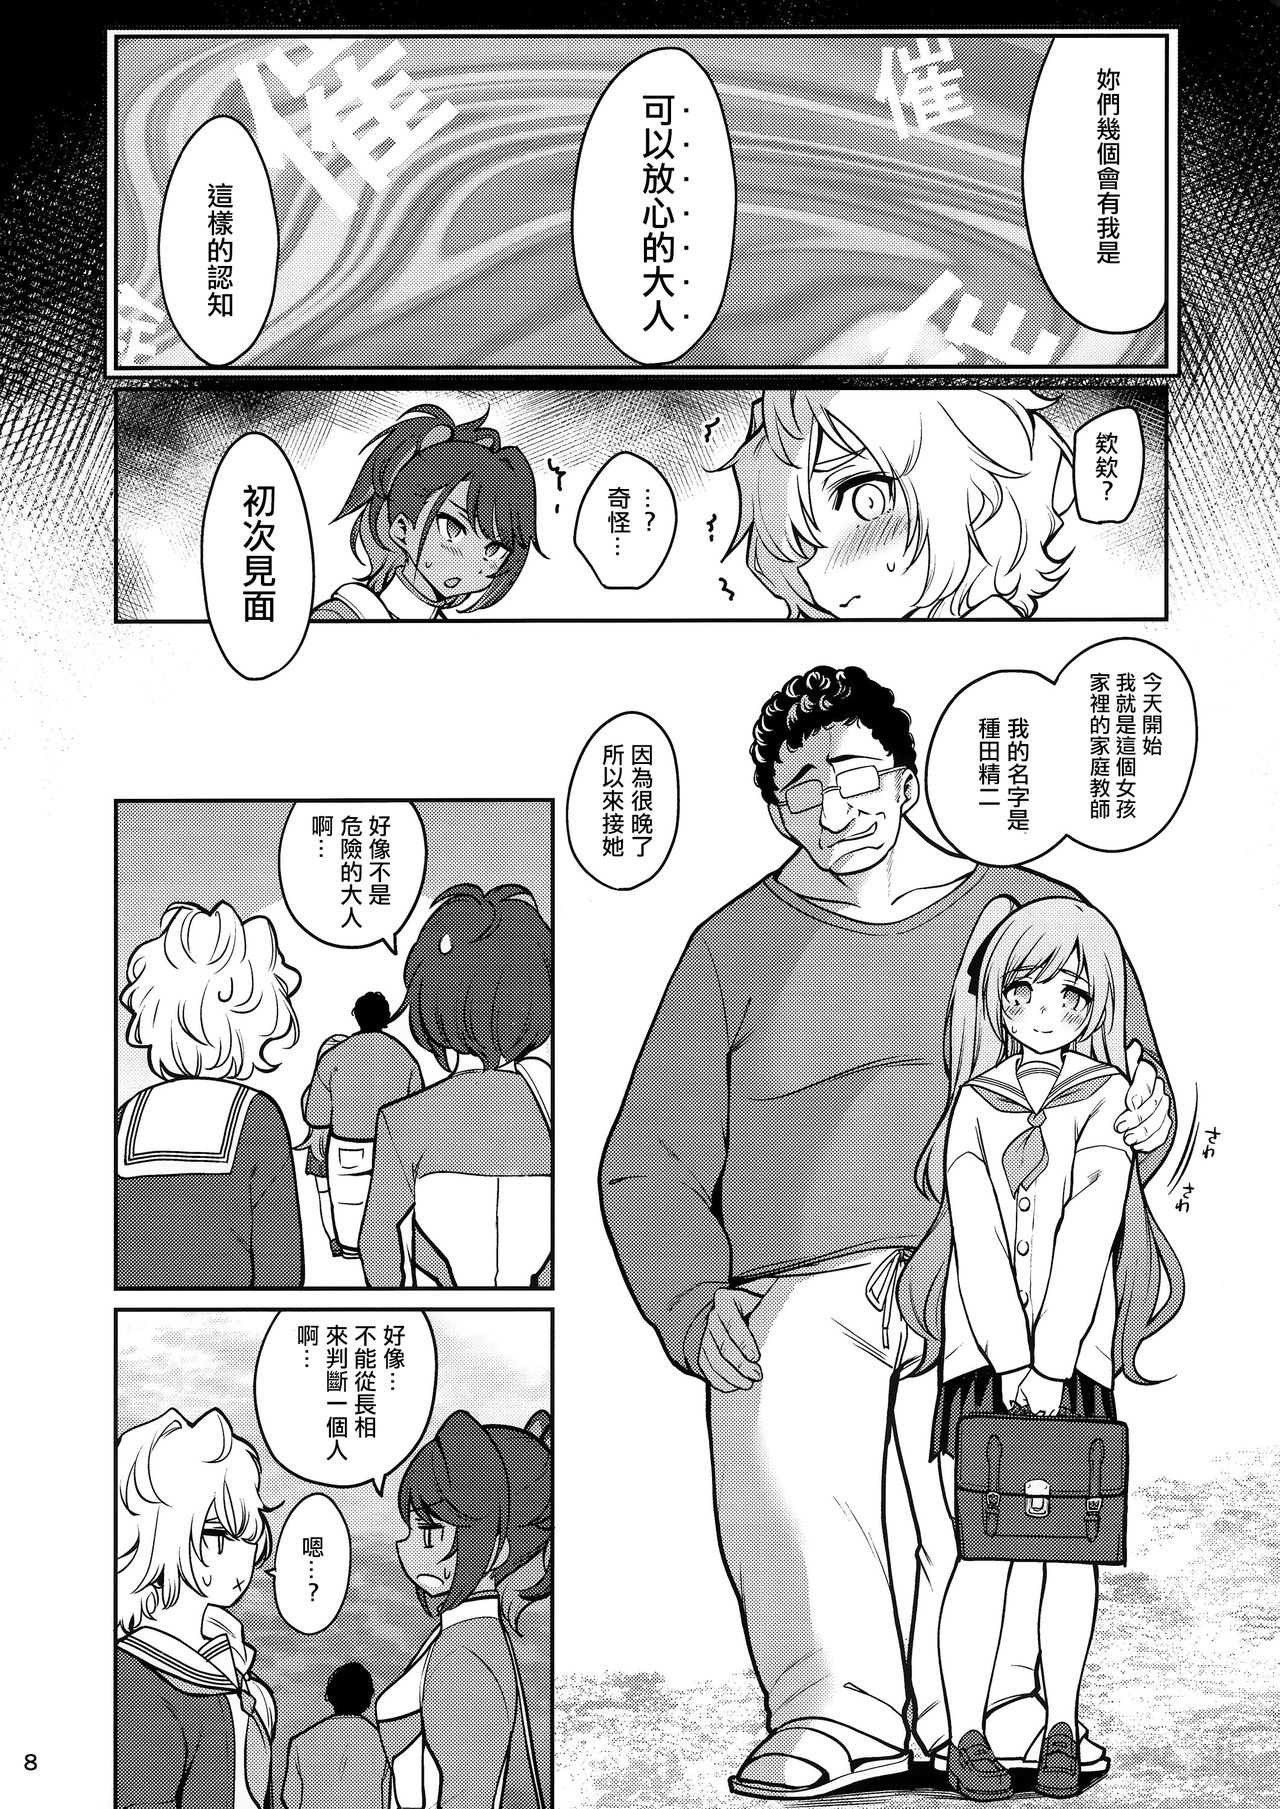 妳們幾個會有我是
可以放心的大人
這樣的認知
催
催
催
催
欸欸?
…?
奇怪…
初次見面
今天開始
我就是這個女孩
家裡的家庭教師
我的名字是
種田精二
因為很晚了
所以來接她
さわ
さわ
好像不是
危險的大人
啊…
好像…
不能從長相
來判斷一個人
啊…
嗯…?
8